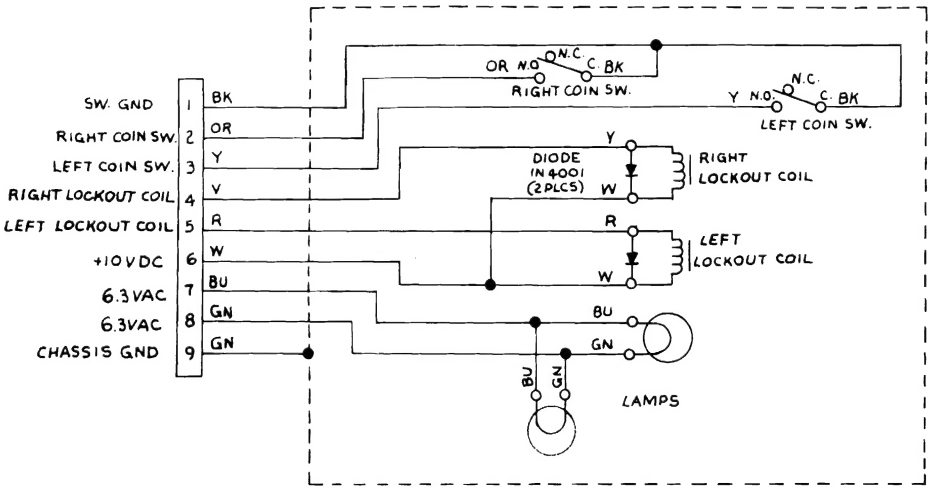 N.C.
OR N.O C. BK
RIGHT COIN SW.
N.C.
Y N.O. C. BK
LEFT COIN SW.
SW. GND 1 BK
RIGHT COIN SW. 2 OR
LEFT COIN SW. 3 Y
RIGHT LOCKOUT COIL 4 V
LEFT LOCKOUT COIL 5 R
+10VDC 6 W
6.3VAC 7 BU
6.3VAC 8 GN
CHASSIS GND 9 GN
Y
DIODE
IN4001
(2PLCS)
W
RIGHT
LOCKOUT COIL
R
W
LEFT
LOCKOUT COIL
BU
GN
BU
GN
LAMPS